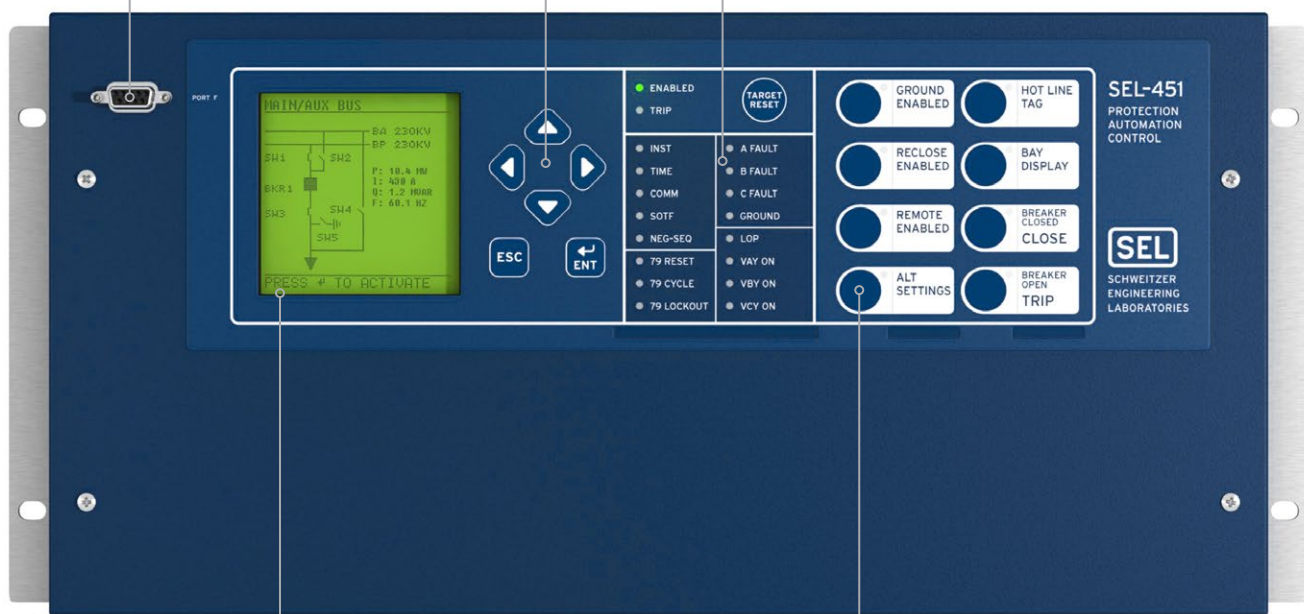 PORT F
MAIN/AUX BUS
BA 230KV
BP 230KV
SW1
SW2
P: 10.4 MW
I: 430 A
Q: 1.2 MVAR
F: 60.1 HZ
BKR1
SW3
SW4
SW5
PRESS ↵ TO ACTIVATE
ESC
ENT
ENABLED
TRIP
TARGET
RESET
INST
TIME
COMM
SOTF
NEG-SEQ
79 RESET
79 CYCLE
79 LOCKOUT
A FAULT
B FAULT
C FAULT
GROUND
LOP
VAY ON
VBY ON
VCY ON
GROUND
ENABLED
HOT LINE
TAG
RECLOSE
ENABLED
BAY
DISPLAY
REMOTE
ENABLED
BREAKER
CLOSED
CLOSE
ALT
SETTINGS
BREAKER
OPEN
TRIP
SEL-451
PROTECTION
AUTOMATION
CONTROL
SEL
SCHWEITZER
ENGINEERING
LABORATORIES